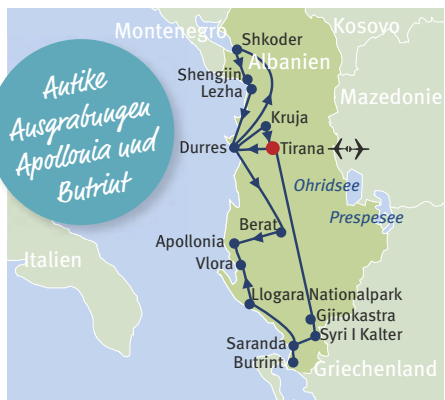 Montenegro
Kosovo
Shkoder
Albanien
Shengjin
Lezha
Mazedonie
Antike
Ausgrabungen
Apollonia und
Butrint
Kruja
Durres
Tirana
Ohridsee
Prespesee
Berat
Apollonia
Vlora
Italien
Llogara Nationalpark
Gjirokastra
Syri I Kalter
Saranda
Butrint
Griechenland